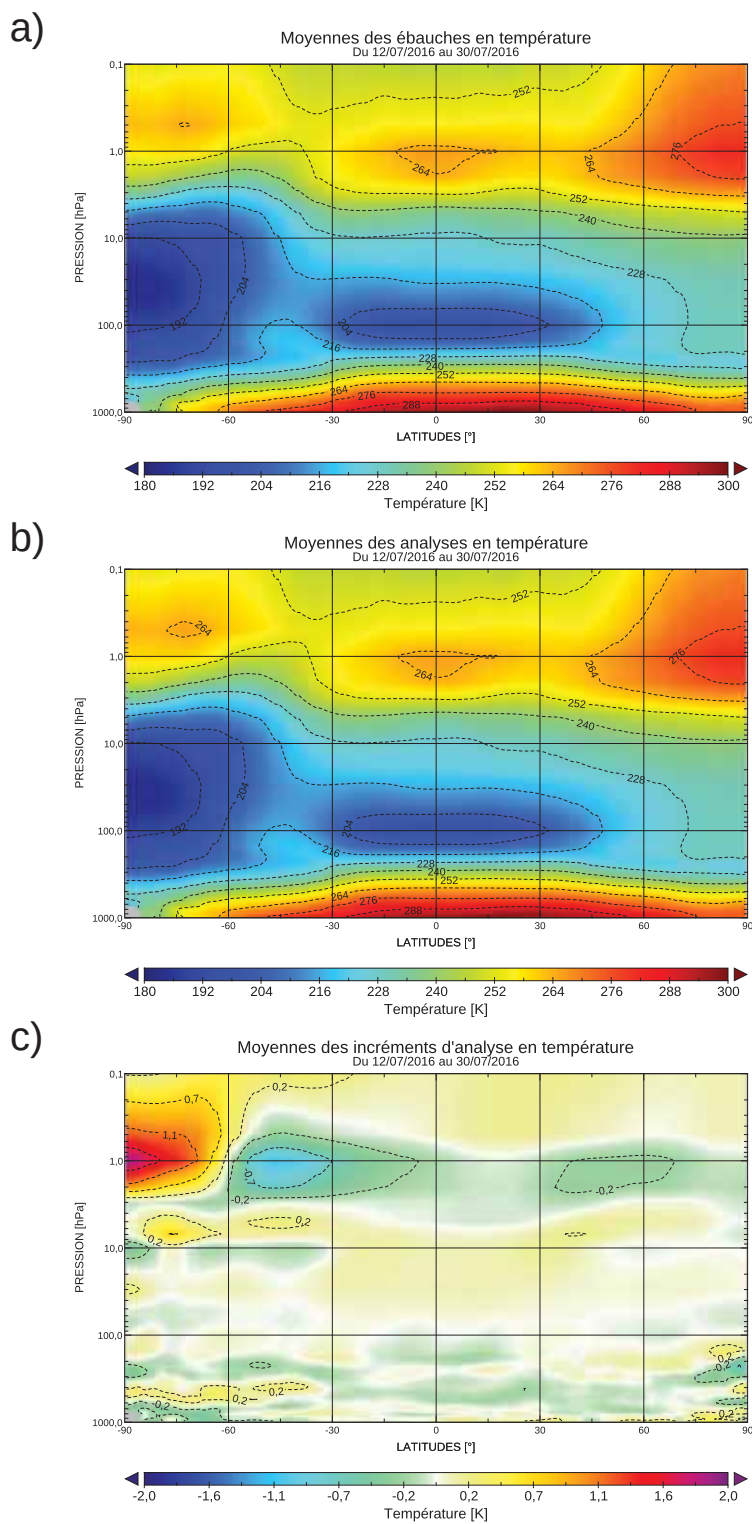 a)
Moyennes des ébauches en température
Du 12/07/2016 au 30/07/2016
0,1
1,0
10,0
100,0
1000,0
PRESSION [hPa]
252
264
264
276
252
240
228
204
192
204
216
228
240
252
264
276
288
-90 -60 -30 0 30 60 90
LATITUDES [°]
180 192 204 216 228 240 252 264 276 288 300
Température [K]
b)
Moyennes des analyses en température
Du 12/07/2016 au 30/07/2016
0,1
1,0
10,0
100,0
1000,0
PRESSION [hPa]
252
264
264
264
276
252
240
228
204
192
204
216
228
240
252
264
276
288
-90 -60 -30 0 30 60 90
LATITUDES [°]
180 192 204 216 228 240 252 264 276 288 300
Température [K]
c)
Moyennes des incréments d'analyse en température
Du 12/07/2016 au 30/07/2016
0,1
1,0
10,0
100,0
1000,0
PRESSION [hPa]
0,7
0,2
1,1
-0,7
-0,2
-0,2
0,2
0,2
0,2
0,2
-0,2
0,2
0,2
0,2
-90 -60 -30 0 30 60 90
LATITUDES [°]
-2,0 -1,6 -1,1 -0,7 -0,2 0,2 0,7 1,1 1,6 2,0
Température [K]